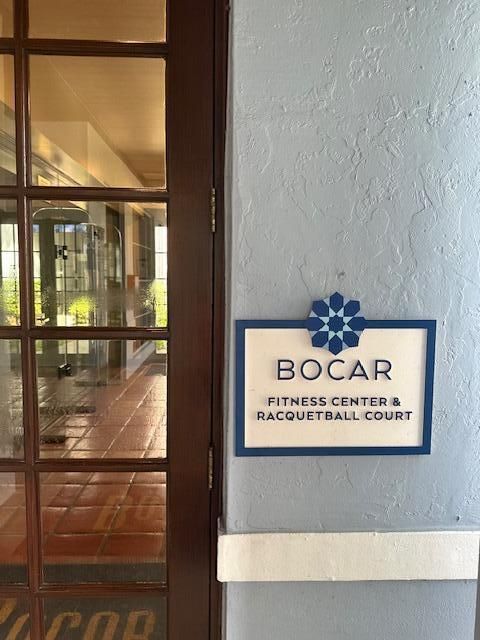 BOCAR
FITNESS CENTER &
RACQUETBALL COURT